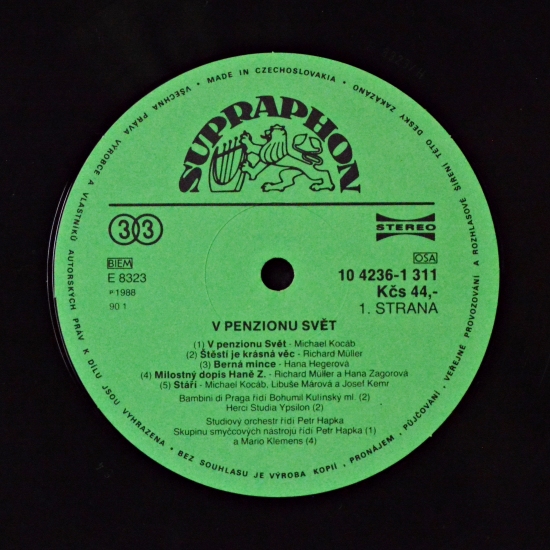 • MADE IN CZECHOSLOVAKIA •
VŠECHNA PRÁVA VÝROBCE A VLASTNÍKŮ AUTORSKÝCH PRÁV K DÍLU JSOU VYHRAZENA • BEZ SOUHLASU JE VÝROBA KOPIÍ, PRONÁJEM, PŮJČOVÁNÍ, VEŘEJNÉ PROVOZOVÁNÍ A ROZHLASOVÉ ŠÍŘENÍ TÉTO DESKY ZAKÁZÁNO
SUPRAPHON
33
STEREO
BIEM
OSA
E 8323
10 4236-1 311
P 1988
Kčs 44,-
90 1
1. STRANA
V PENZIONU SVĚT
(1) V penzionu Svět - Michael Kocáb
(2) Štěstí je krásná věc - Richard Müller
(3) Berná mince - Hana Hegerová
(4) Milostný dopis Haně Z. - Richard Müller a Hana Zagorová
(5) Stáří - Michael Kocáb, Libuše Márová a Josef Kemr
Bambini di Praga řídí Bohumil Kulínský ml. (2)
Herci Studia Ypsilon (2)
Studiový orchestr řídí Petr Hapka
Skupinu smyčcových nástrojů řídí Petr Hapka (1)
a Mario Klemens (4)